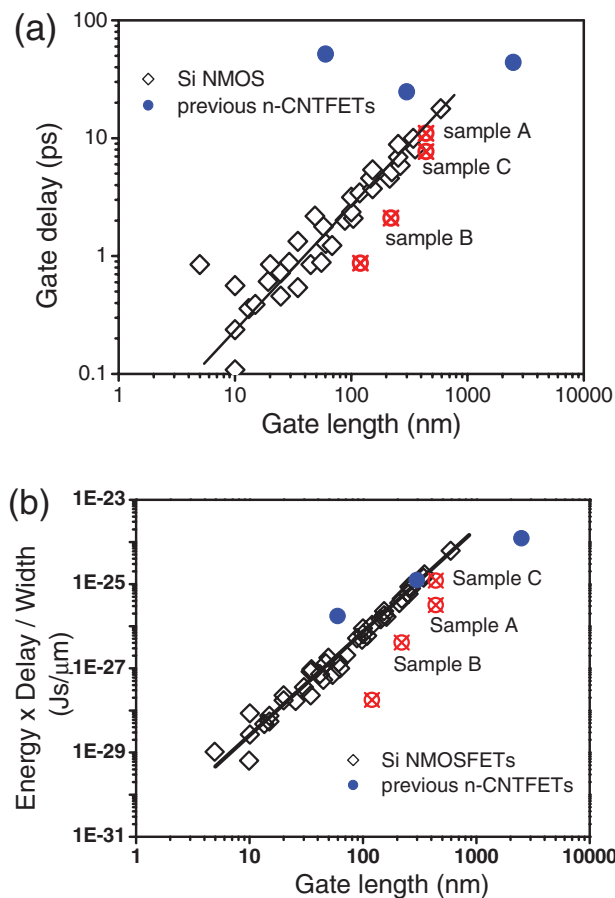 (a)
100
Si NMOS
previous n-CNTFETs
10
sample A
sample C
1
sample B
0.1
Gate delay (ps)
1 10 100 1000 10000
Gate length (nm)
(b)
1E-23
1E-25
Sample C
Sample A
1E-27
Sample B
1E-29
Si NMOSFETs
previous n-CNTFETs
1E-31
Energy x Delay / Width
(Js/μm)
1 10 100 1000 10000
Gate length (nm)